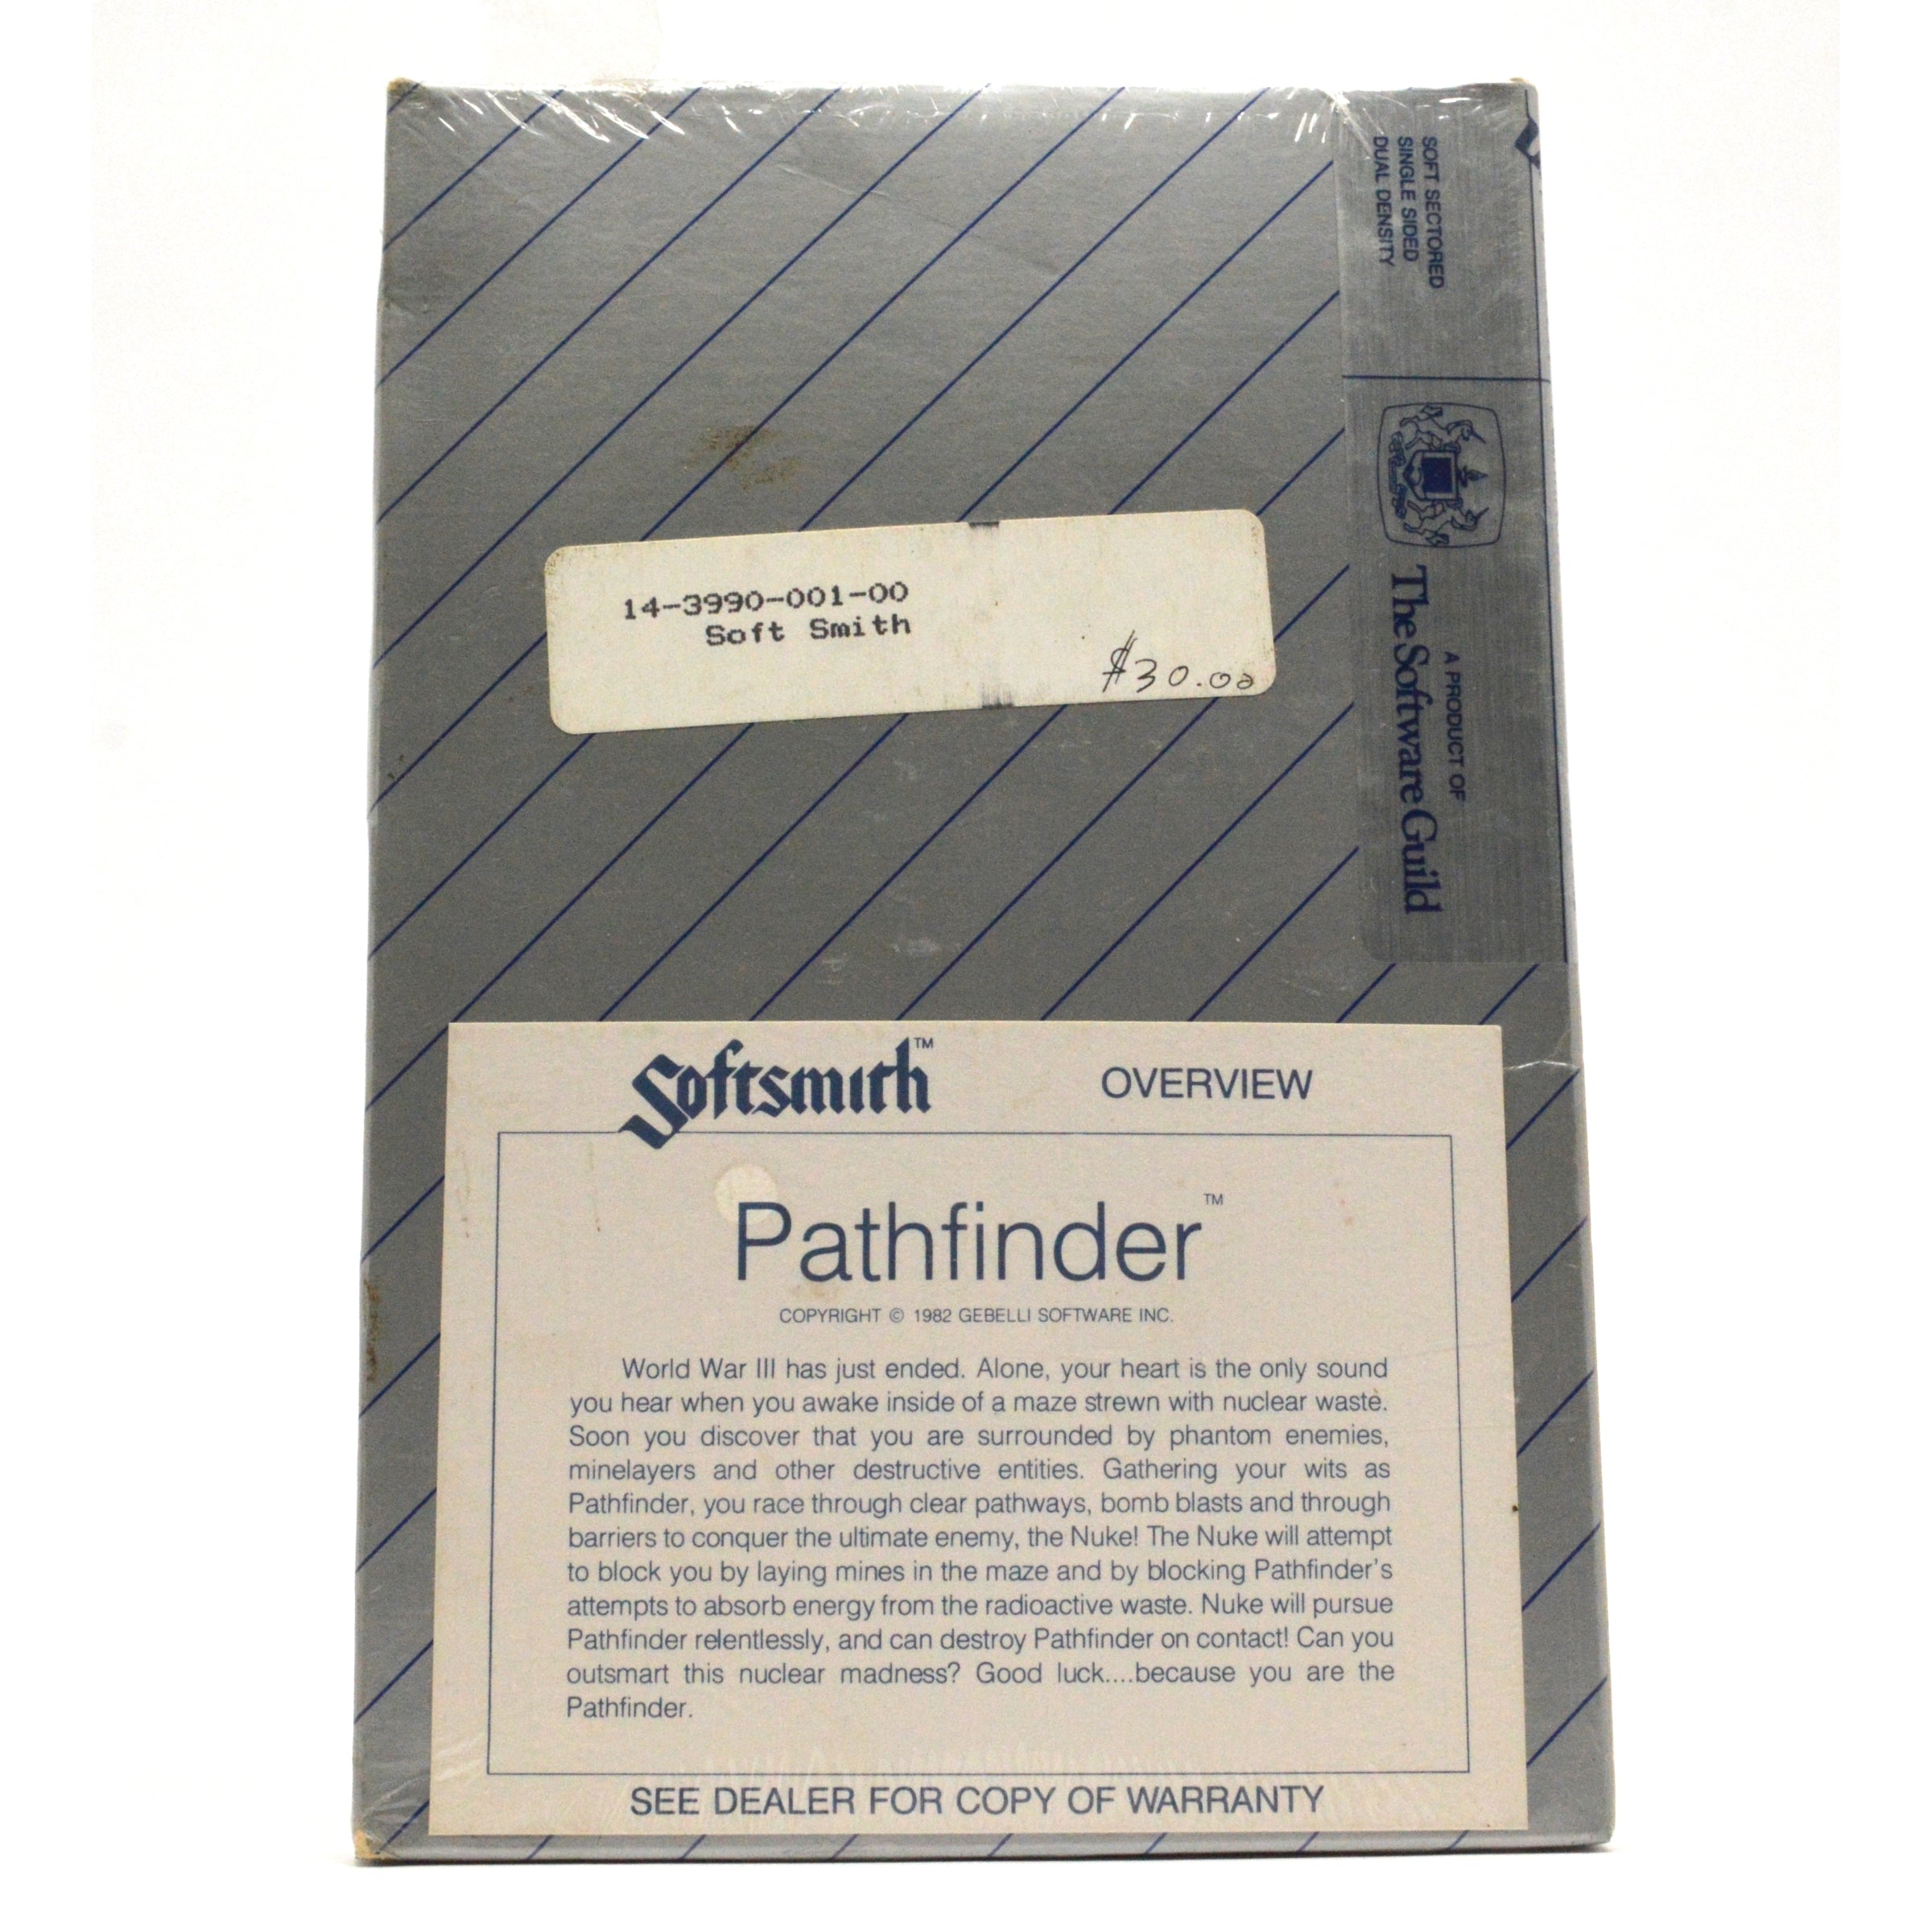 SOFT SECTORED
SINGLE SIDED
DUAL DENSITY
A PRODUCT OF
The Software Guild
14-3990-001-00
Soft Smith
$30.00
Softsmith™
OVERVIEW
Pathfinder™
COPYRIGHT © 1982 GEBELLI SOFTWARE INC.
World War III has just ended. Alone, your heart is the only sound
you hear when you awake inside of a maze strewn with nuclear waste.
Soon you discover that you are surrounded by phantom enemies,
minelayers and other destructive entities. Gathering your wits as
Pathfinder, you race through clear pathways, bomb blasts and through
barriers to conquer the ultimate enemy, the Nuke! The Nuke will attempt
to block you by laying mines in the maze and by blocking Pathfinder's
attempts to absorb energy from the radioactive waste. Nuke will pursue
Pathfinder relentlessly, and can destroy Pathfinder on contact! Can you
outsmart this nuclear madness? Good luck....because you are the
Pathfinder.
SEE DEALER FOR COPY OF WARRANTY